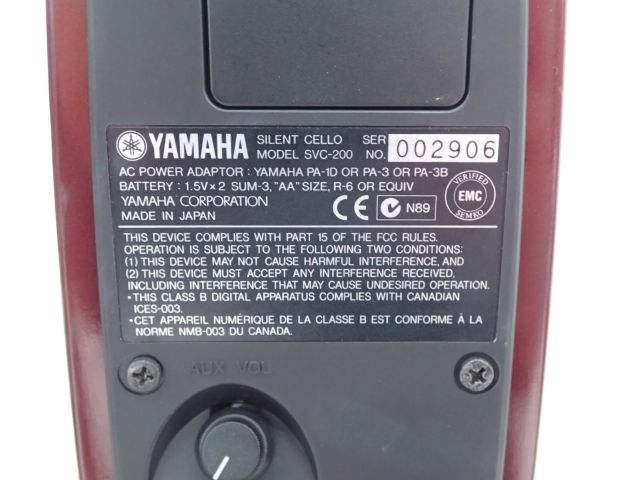 YAMAHA SILENT CELLO MODEL SVC-200 SER NO. 002906
AC POWER ADAPTOR : YAMAHA PA-1D OR PA-3 OR PA-3B
BATTERY : 1.5V×2 SUM-3, "AA" SIZE, R-6 OR EQUIV
YAMAHA CORPORATION
MADE IN JAPAN
CE N89
VERIFIED EMC SEMKO
THIS DEVICE COMPLIES WITH PART 15 OF THE FCC RULES.
OPERATION IS SUBJECT TO THE FOLLOWING TWO CONDITIONS:
(1) THIS DEVICE MAY NOT CAUSE HARMFUL INTERFERENCE, AND
(2) THIS DEVICE MUST ACCEPT ANY INTERFERENCE RECEIVED,
INCLUDING INTERFERENCE THAT MAY CAUSE UNDESIRED OPERATION.
•THIS CLASS B DIGITAL APPARATUS COMPLIES WITH CANADIAN
ICES-003.
•CET APPAREIL NUMÉRIQUE DE LA CLASSE B EST CONFORME À LA
NORME NMB-003 DU CANADA.
AUX VOL